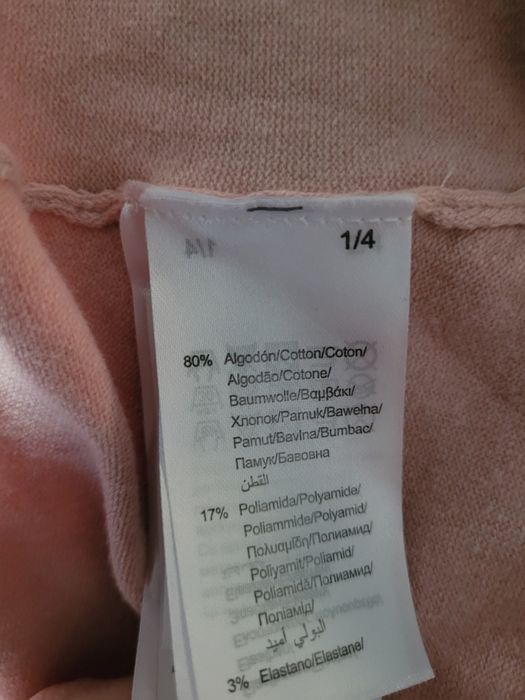 1/4
80% Algodón/Cotton/Coton/
Algodão/Cotone/
Baumwolle/Βαμβάκι/
Хлопок/Pamuk/Bawełna/
Pamut/Bavlna/Bumbac/
Памук/Бавовна
القطن
17% Poliamida/Polyamide/
Poliammide/Polyamid/
Πολυαμίδη/Полиамид/
Poliyamit/Poliamid/
Poliamidă/Полиамид/
Поліамід/
البولي أميد
3% Elastano/Elastane/